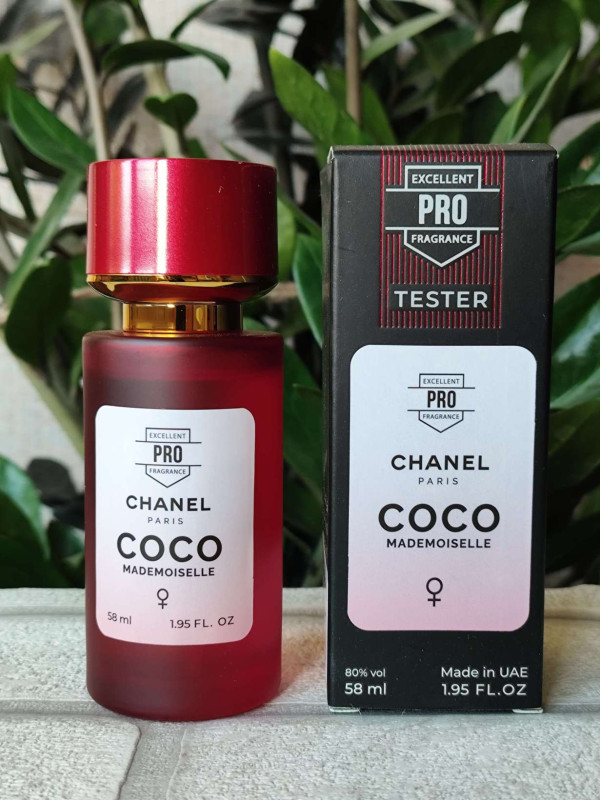 EXCELLENT
PRO
FRAGRANCE
CHANEL
PARIS
COCO
MADEMOISELLE
♀
58 ml 1.95 FL. OZ
EXCELLENT
PRO
FRAGRANCE
TESTER
EXCELLENT
PRO
FRAGRANCE
CHANEL
PARIS
COCO
MADEMOISELLE
♀
80% vol Made in UAE
58 ml 1.95 FL.OZ